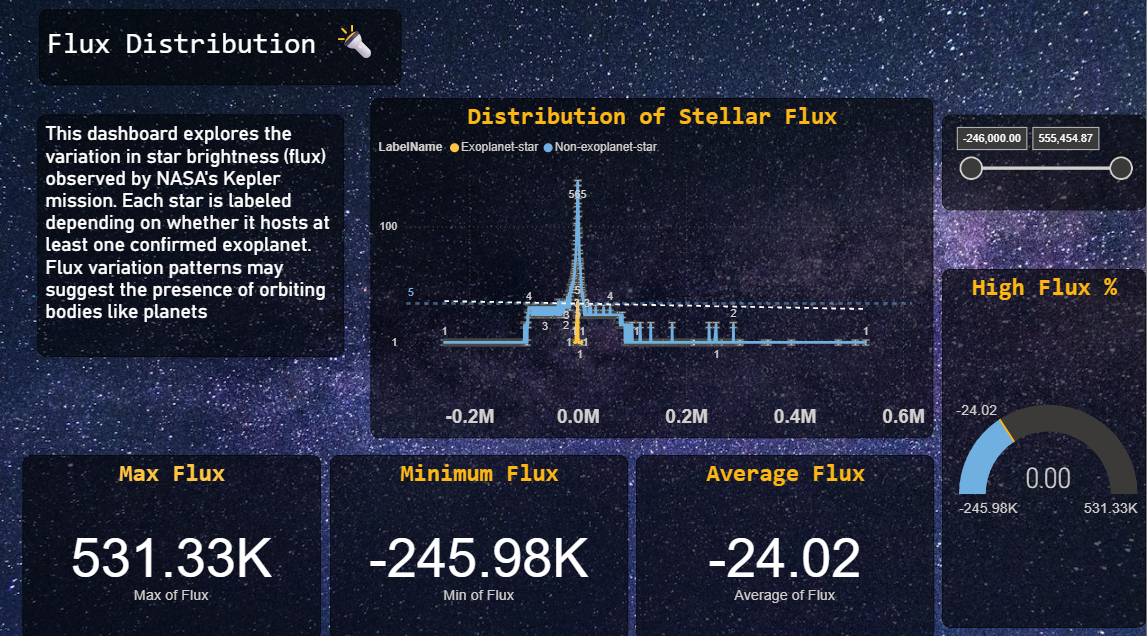 Flux Distribution
This dashboard explores the
variation in star brightness (flux)
observed by NASA's Kepler
mission. Each star is labeled
depending on whether it hosts at
least one confirmed exoplanet.
Flux variation patterns may
suggest the presence of orbiting
bodies like planets
Distribution of Stellar Flux
LabelName Exoplanet-star Non-exoplanet-star
565
100
5
4
4
3
3
2
2
1
1
1
1
1
-0.2M 0.0M 0.2M 0.4M 0.6M
-246,000.00 555,454.87
High Flux %
-24.02
0.00
-245.98K 531.33K
Max Flux
531.33K
Max of Flux
Minimum Flux
-245.98K
Min of Flux
Average Flux
-24.02
Average of Flux